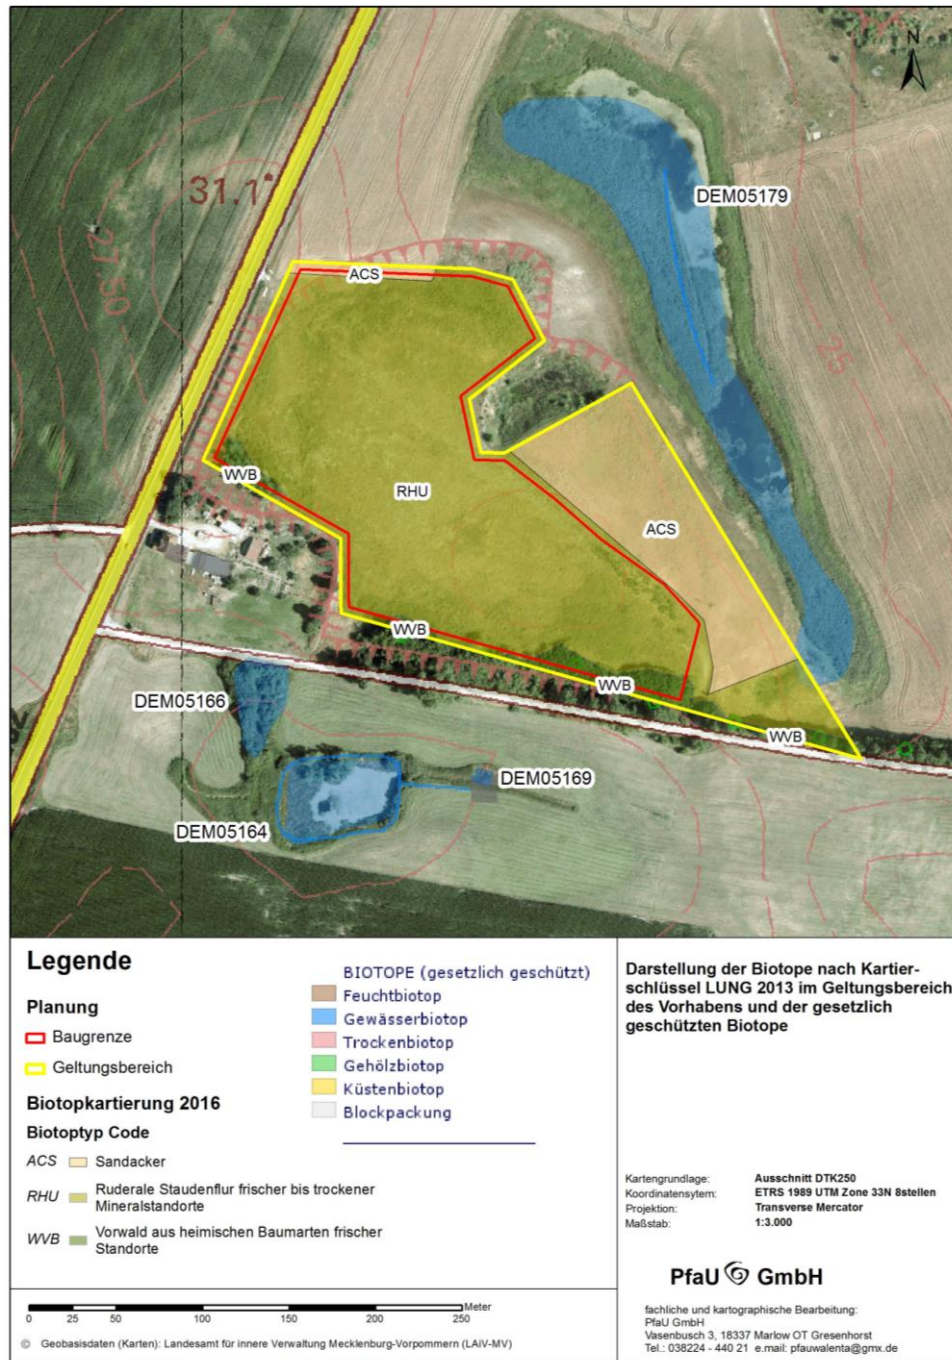 N
DEM05179
31.1
27.50
ACS
25
WVB
RHU
ACS
WVB
WVB
DEM05166
WVB
DEM05169
DEM05164
Legende
Planung
Baugrenze
Geltungsbereich
Biotopkartierung 2016
Biotoptyp Code
ACS Sandacker
RHU Ruderale Staudenflur frischer bis trockener
Mineralstandorte
WVB Vorwald aus heimischen Baumarten frischer
Standorte
BIOTOPE (gesetzlich geschützt)
Feuchtbiotop
Gewässerbiotop
Trockenbiotop
Gehölzbiotop
Küstenbiotop
Blockpackung
Darstellung der Biotope nach Kartier-
schlüssel LUNG 2013 im Geltungsbereich
des Vorhabens und der gesetzlich
geschützten Biotope
Kartengrundlage: Ausschnitt DTK250
Koordinatensytem: ETRS 1989 UTM Zone 33N 8stellen
Projektion: Transverse Mercator
Maßstab: 1:3.000
PfaU GmbH
fachliche und kartographische Bearbeitung:
PfaU GmbH
Vasenbusch 3, 18337 Marlow OT Gresenhorst
Tel.: 038224 - 440 21 e.mail: pfauwalenta@gmx.de
Meter
0 25 50 100 150 200 250
© Geobasisdaten (Karten): Landesamt für innere Verwaltung Mecklenburg-Vorpommern (LAiV-MV)